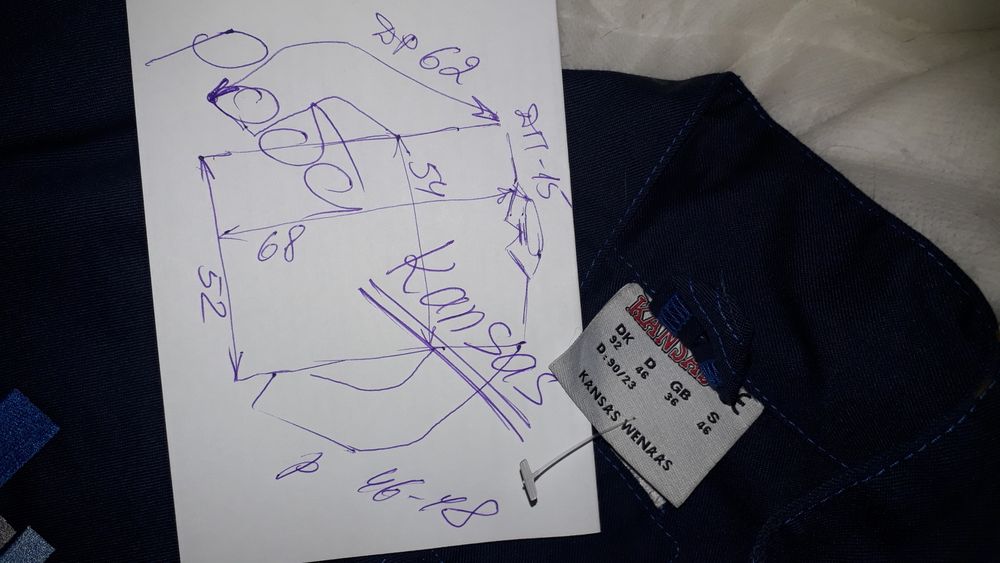 ДР 62
ДП-15
54
68
52
Kansas
46-48
KANSAS
DK D GB S
92 46 36 46
D: 90/23
KANSAS WENAAS